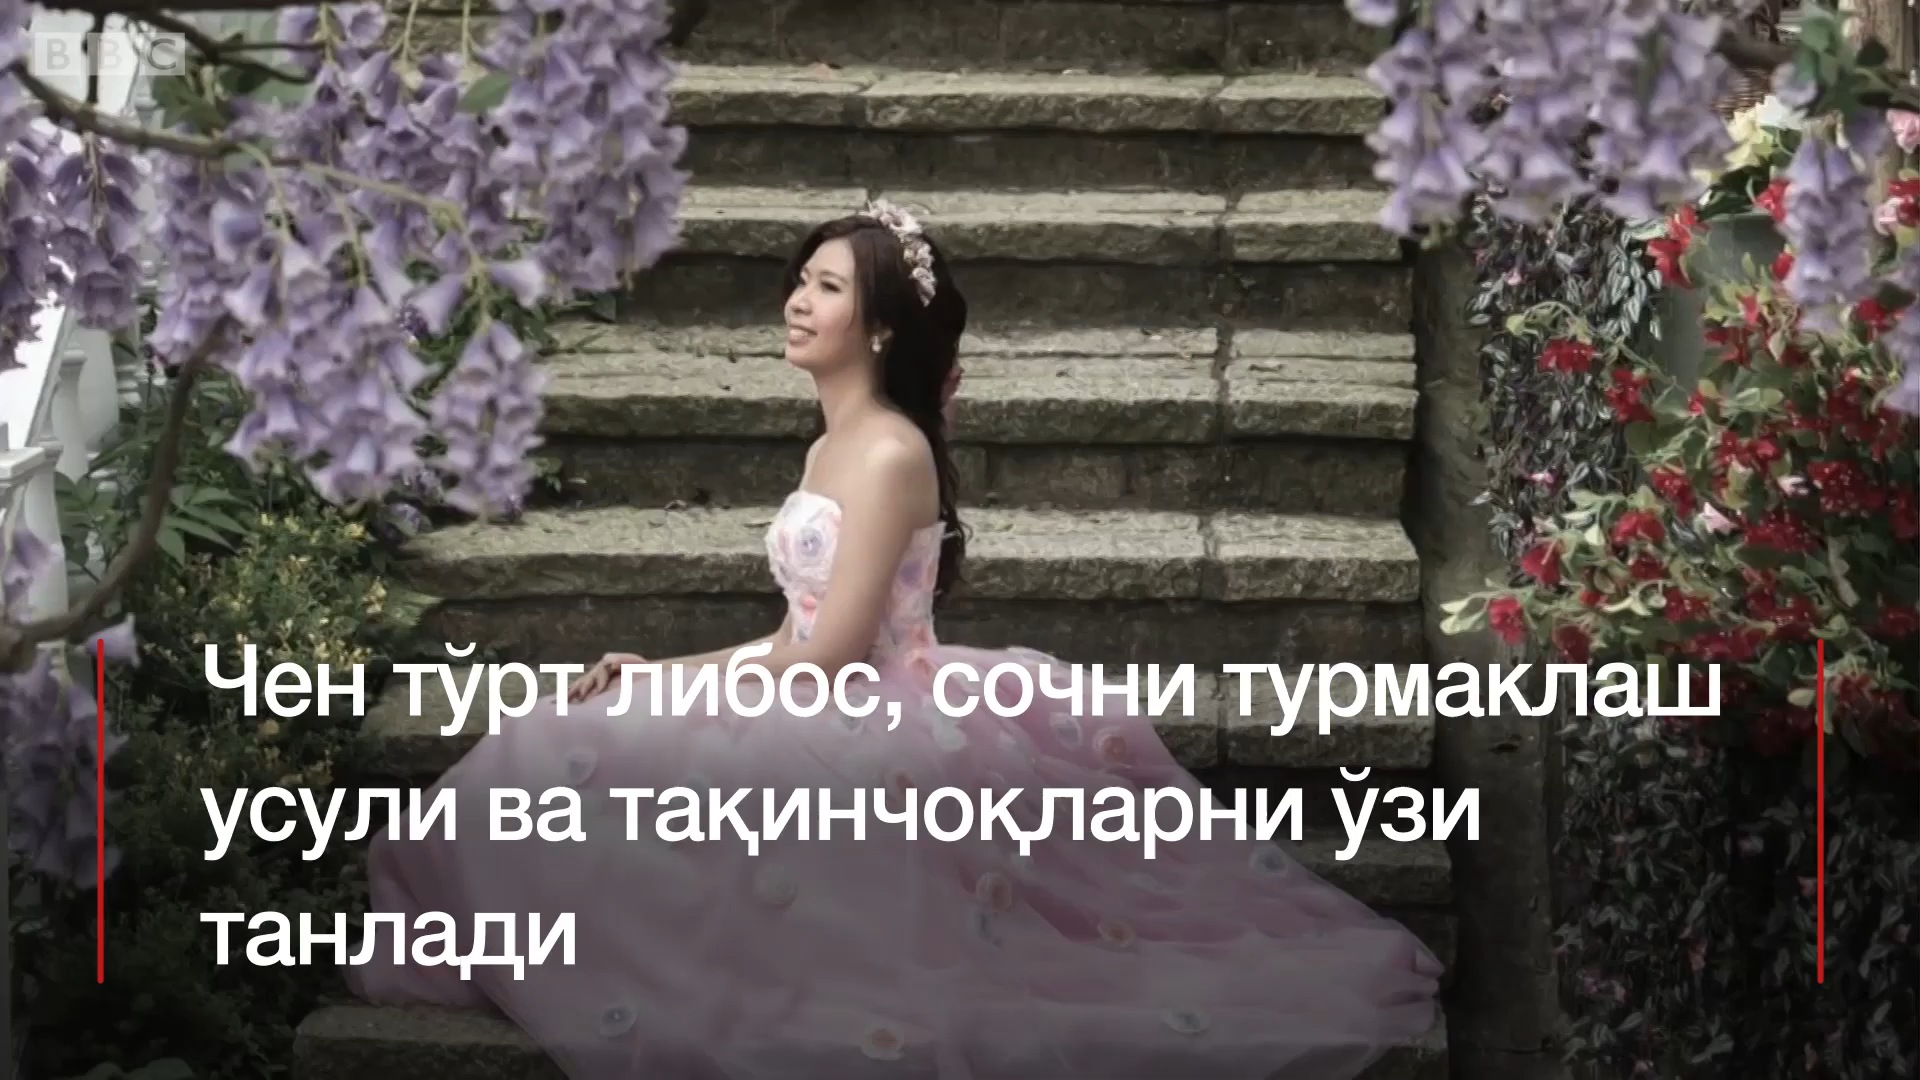 BBC
Чен тўрт либос, сочни турмаклаш
усули ва тақинчоқларни ўзи
танлади